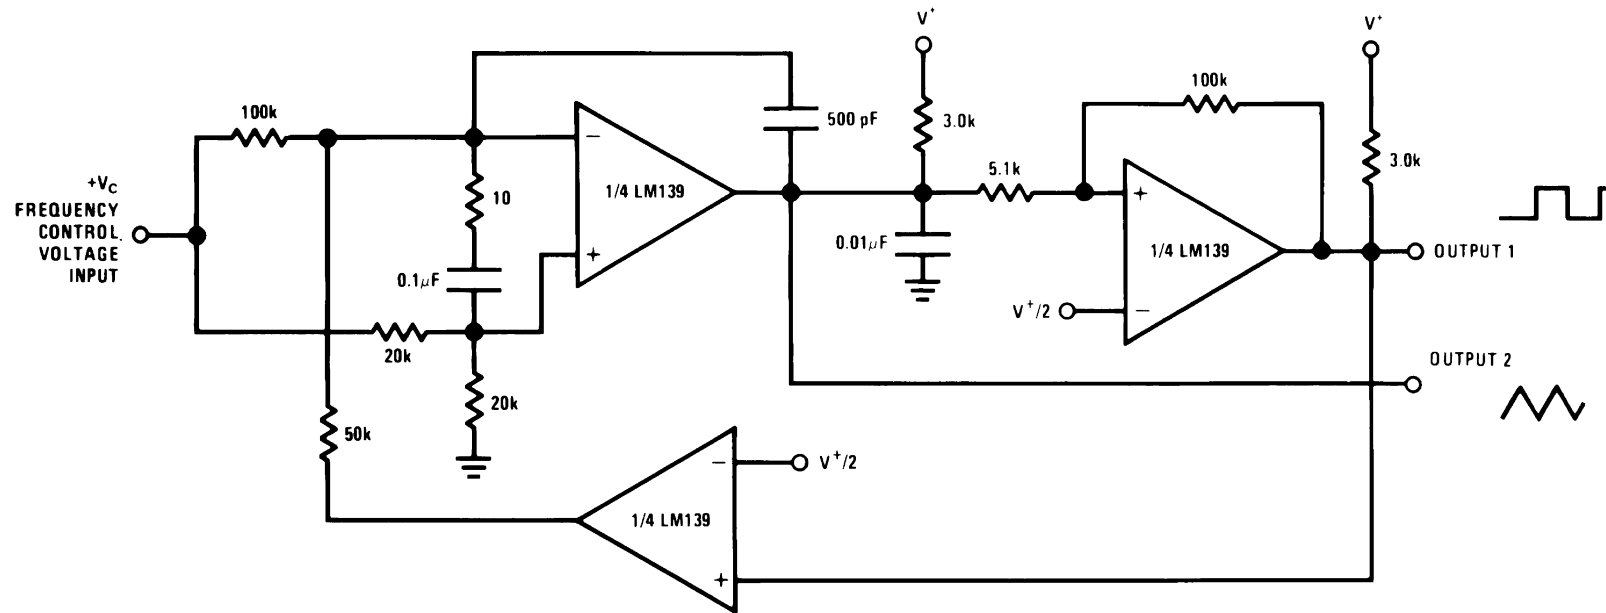 V+
V+
100k
100k
500 pF
3.0k
3.0k
5.1k
+VC
FREQUENCY
CONTROL
VOLTAGE
INPUT
10
−
1/4 LM139
+
0.1μF
0.01μF
+
1/4 LM139
−
V+/2
OUTPUT 1
20k
OUTPUT 2
20k
50k
−
V+/2
1/4 LM139
+